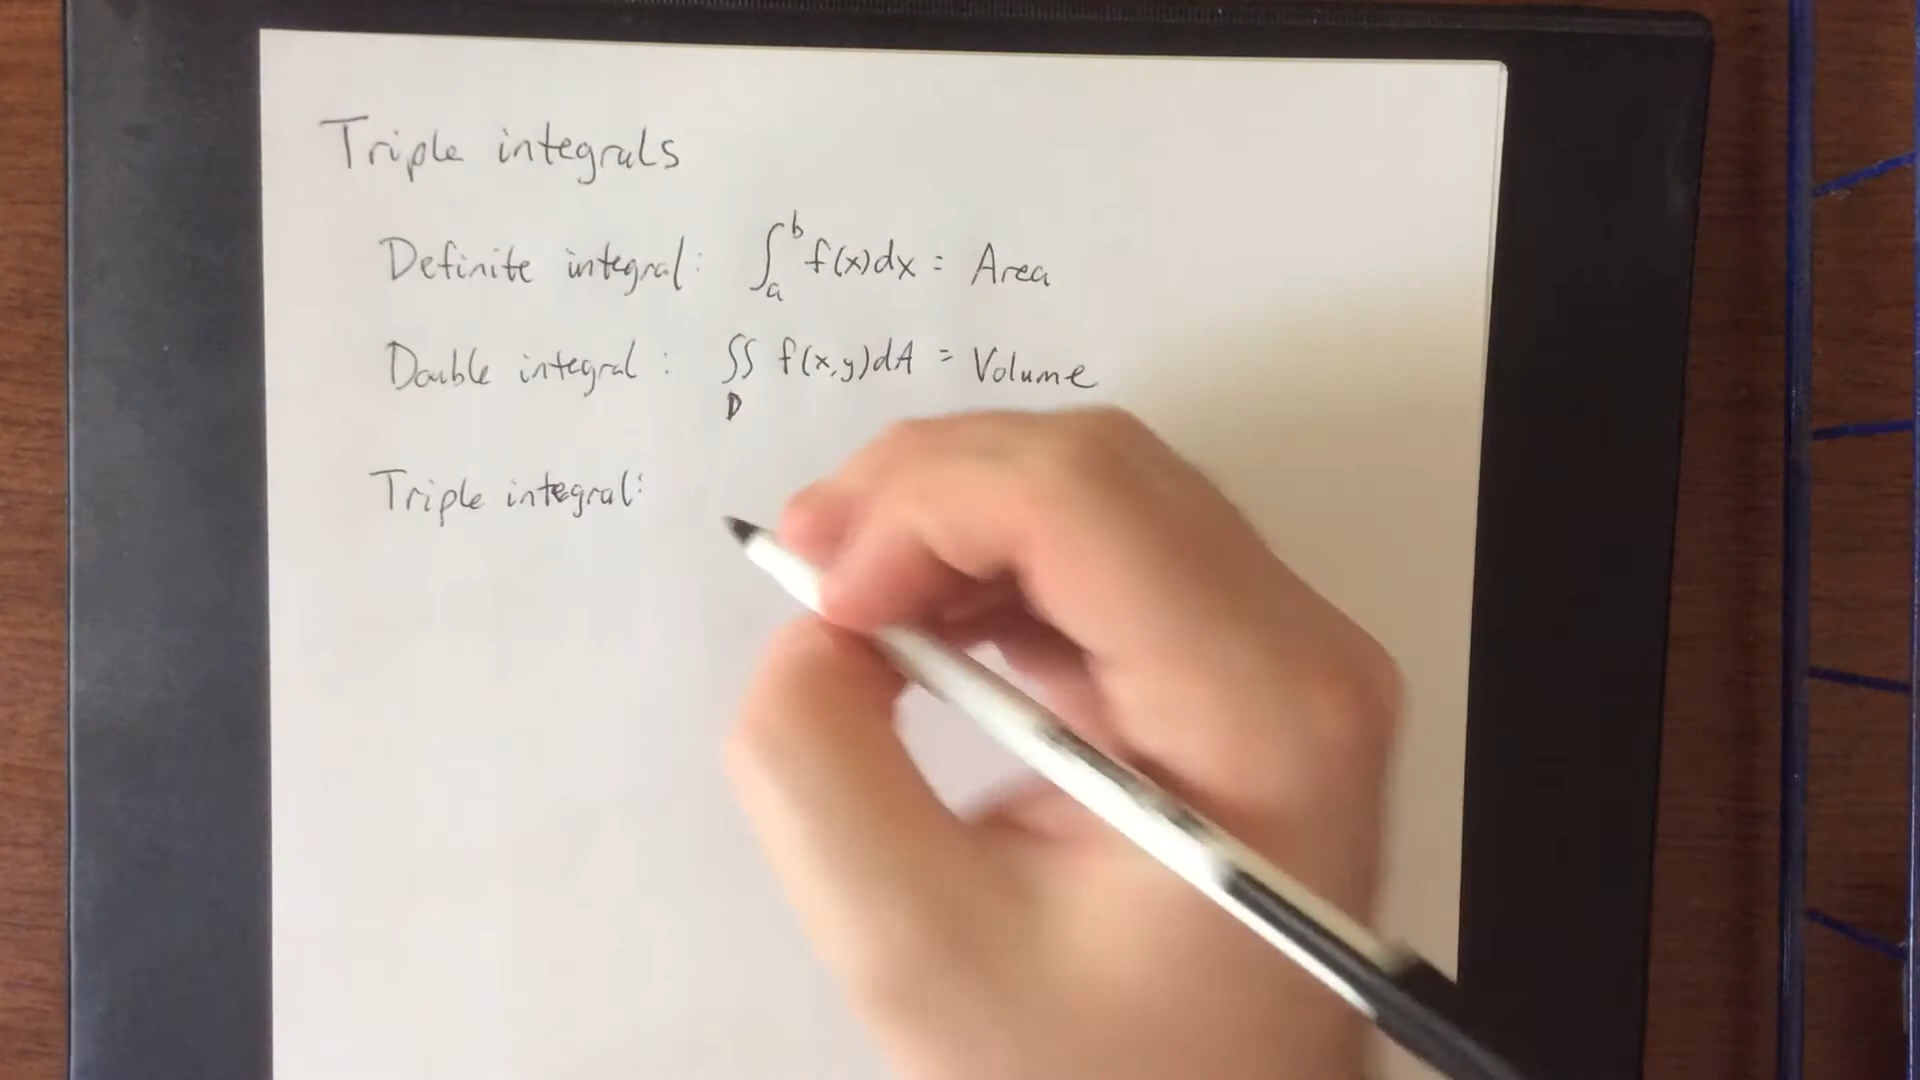 Triple integrals
Definite integral: ∫_a^b f(x)dx = Area
Double integral: ∬_D f(x,y)dA = Volume
Triple integral: